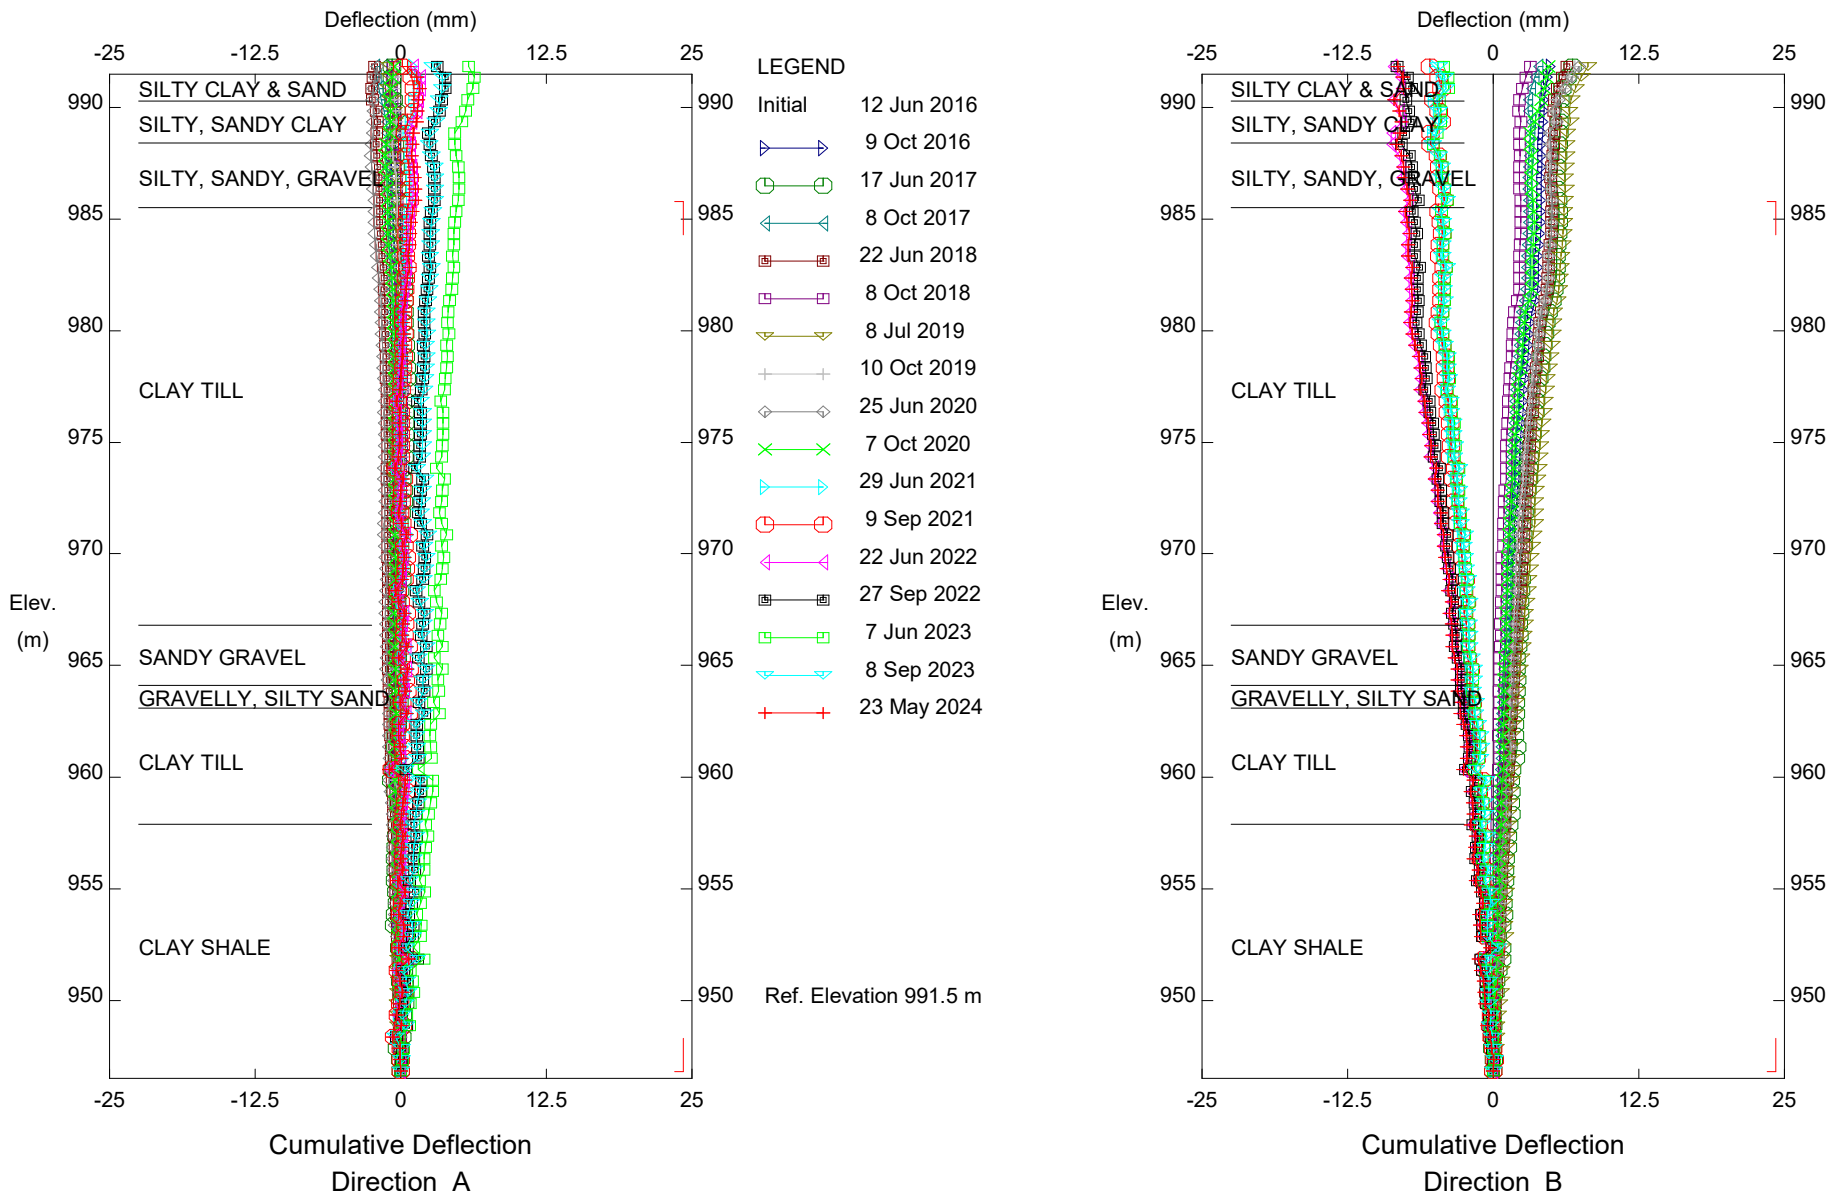 Deflection (mm)
-25 -12.5 0 12.5 25
SILTY CLAY & SAND
990 990
SILTY, SANDY CLAY
SILTY, SANDY, GRAVEL
985 985
980 980
CLAY TILL
975 975
970 970
Elev.
(m)
SANDY GRAVEL
965 965
GRAVELLY, SILTY SAND
CLAY TILL
960 960
955 955
CLAY SHALE
950 950
-25 -12.5 0 12.5 25
Cumulative Deflection
Direction A
LEGEND
Initial 12 Jun 2016
9 Oct 2016
17 Jun 2017
8 Oct 2017
22 Jun 2018
8 Oct 2018
8 Jul 2019
10 Oct 2019
25 Jun 2020
7 Oct 2020
29 Jun 2021
9 Sep 2021
22 Jun 2022
27 Sep 2022
7 Jun 2023
8 Sep 2023
23 May 2024
Ref. Elevation 991.5 m
Deflection (mm)
-25 -12.5 0 12.5 25
SILTY CLAY & SAND
990 990
SILTY, SANDY CLAY
SILTY, SANDY, GRAVEL
985 985
980 980
CLAY TILL
975 975
970 970
Elev.
(m)
SANDY GRAVEL
965 965
GRAVELLY, SILTY SAND
CLAY TILL
960 960
955 955
CLAY SHALE
950 950
-25 -12.5 0 12.5 25
Cumulative Deflection
Direction B